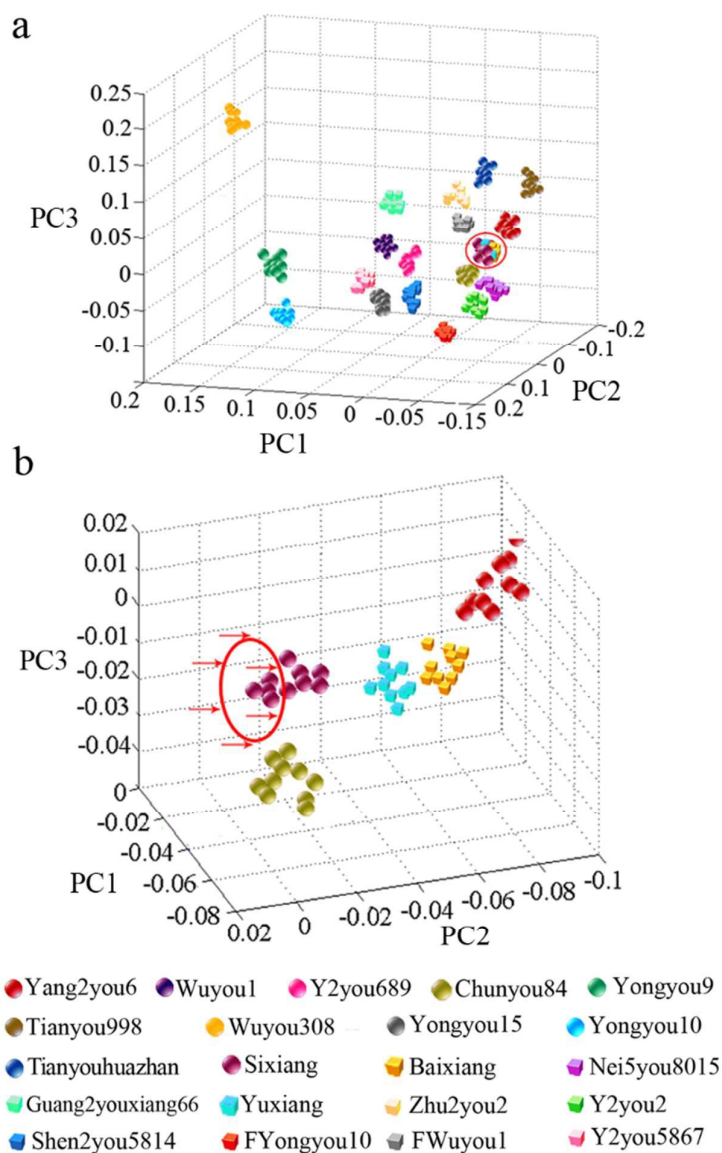 a
0.25
0.2
0.15
0.1
0.05
0
-0.05
-0.1
PC3
0.2 0.15 0.1 0.05 0 -0.05 -0.15
PC1
-0.2
-0.1
0
0.1
0.2
PC2
b
0.02
0.01
0
-0.01
-0.02
-0.03
-0.04
PC3
0
-0.02
-0.04
-0.06
-0.08
PC1
0.02 0 -0.02 -0.04 -0.06 -0.08 -0.1
PC2
Yang2you6 Wuyou1 Y2you689 Chunyou84 Yongyou9
Tianyou998 Wuyou308 Yongyou15 Yongyou10
Tianyouhuazhan Sixiang Baixiang Nei5you8015
Guang2youxiang66 Yuxiang Zhu2you2 Y2you2
Shen2you5814 FYongyou10 FWuyou1 Y2you5867